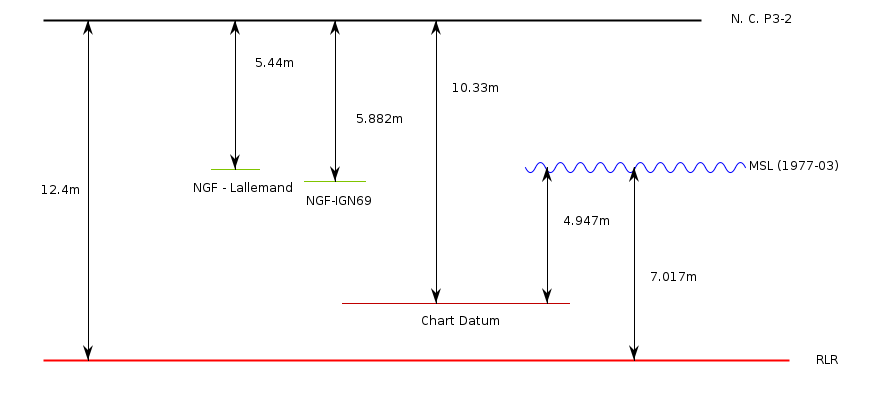 N. C. P3-2
5.44m
10.33m
5.882m
MSL (1977-03)
12.4m
NGF - Lallemand
NGF-IGN69
4.947m
7.017m
Chart Datum
RLR